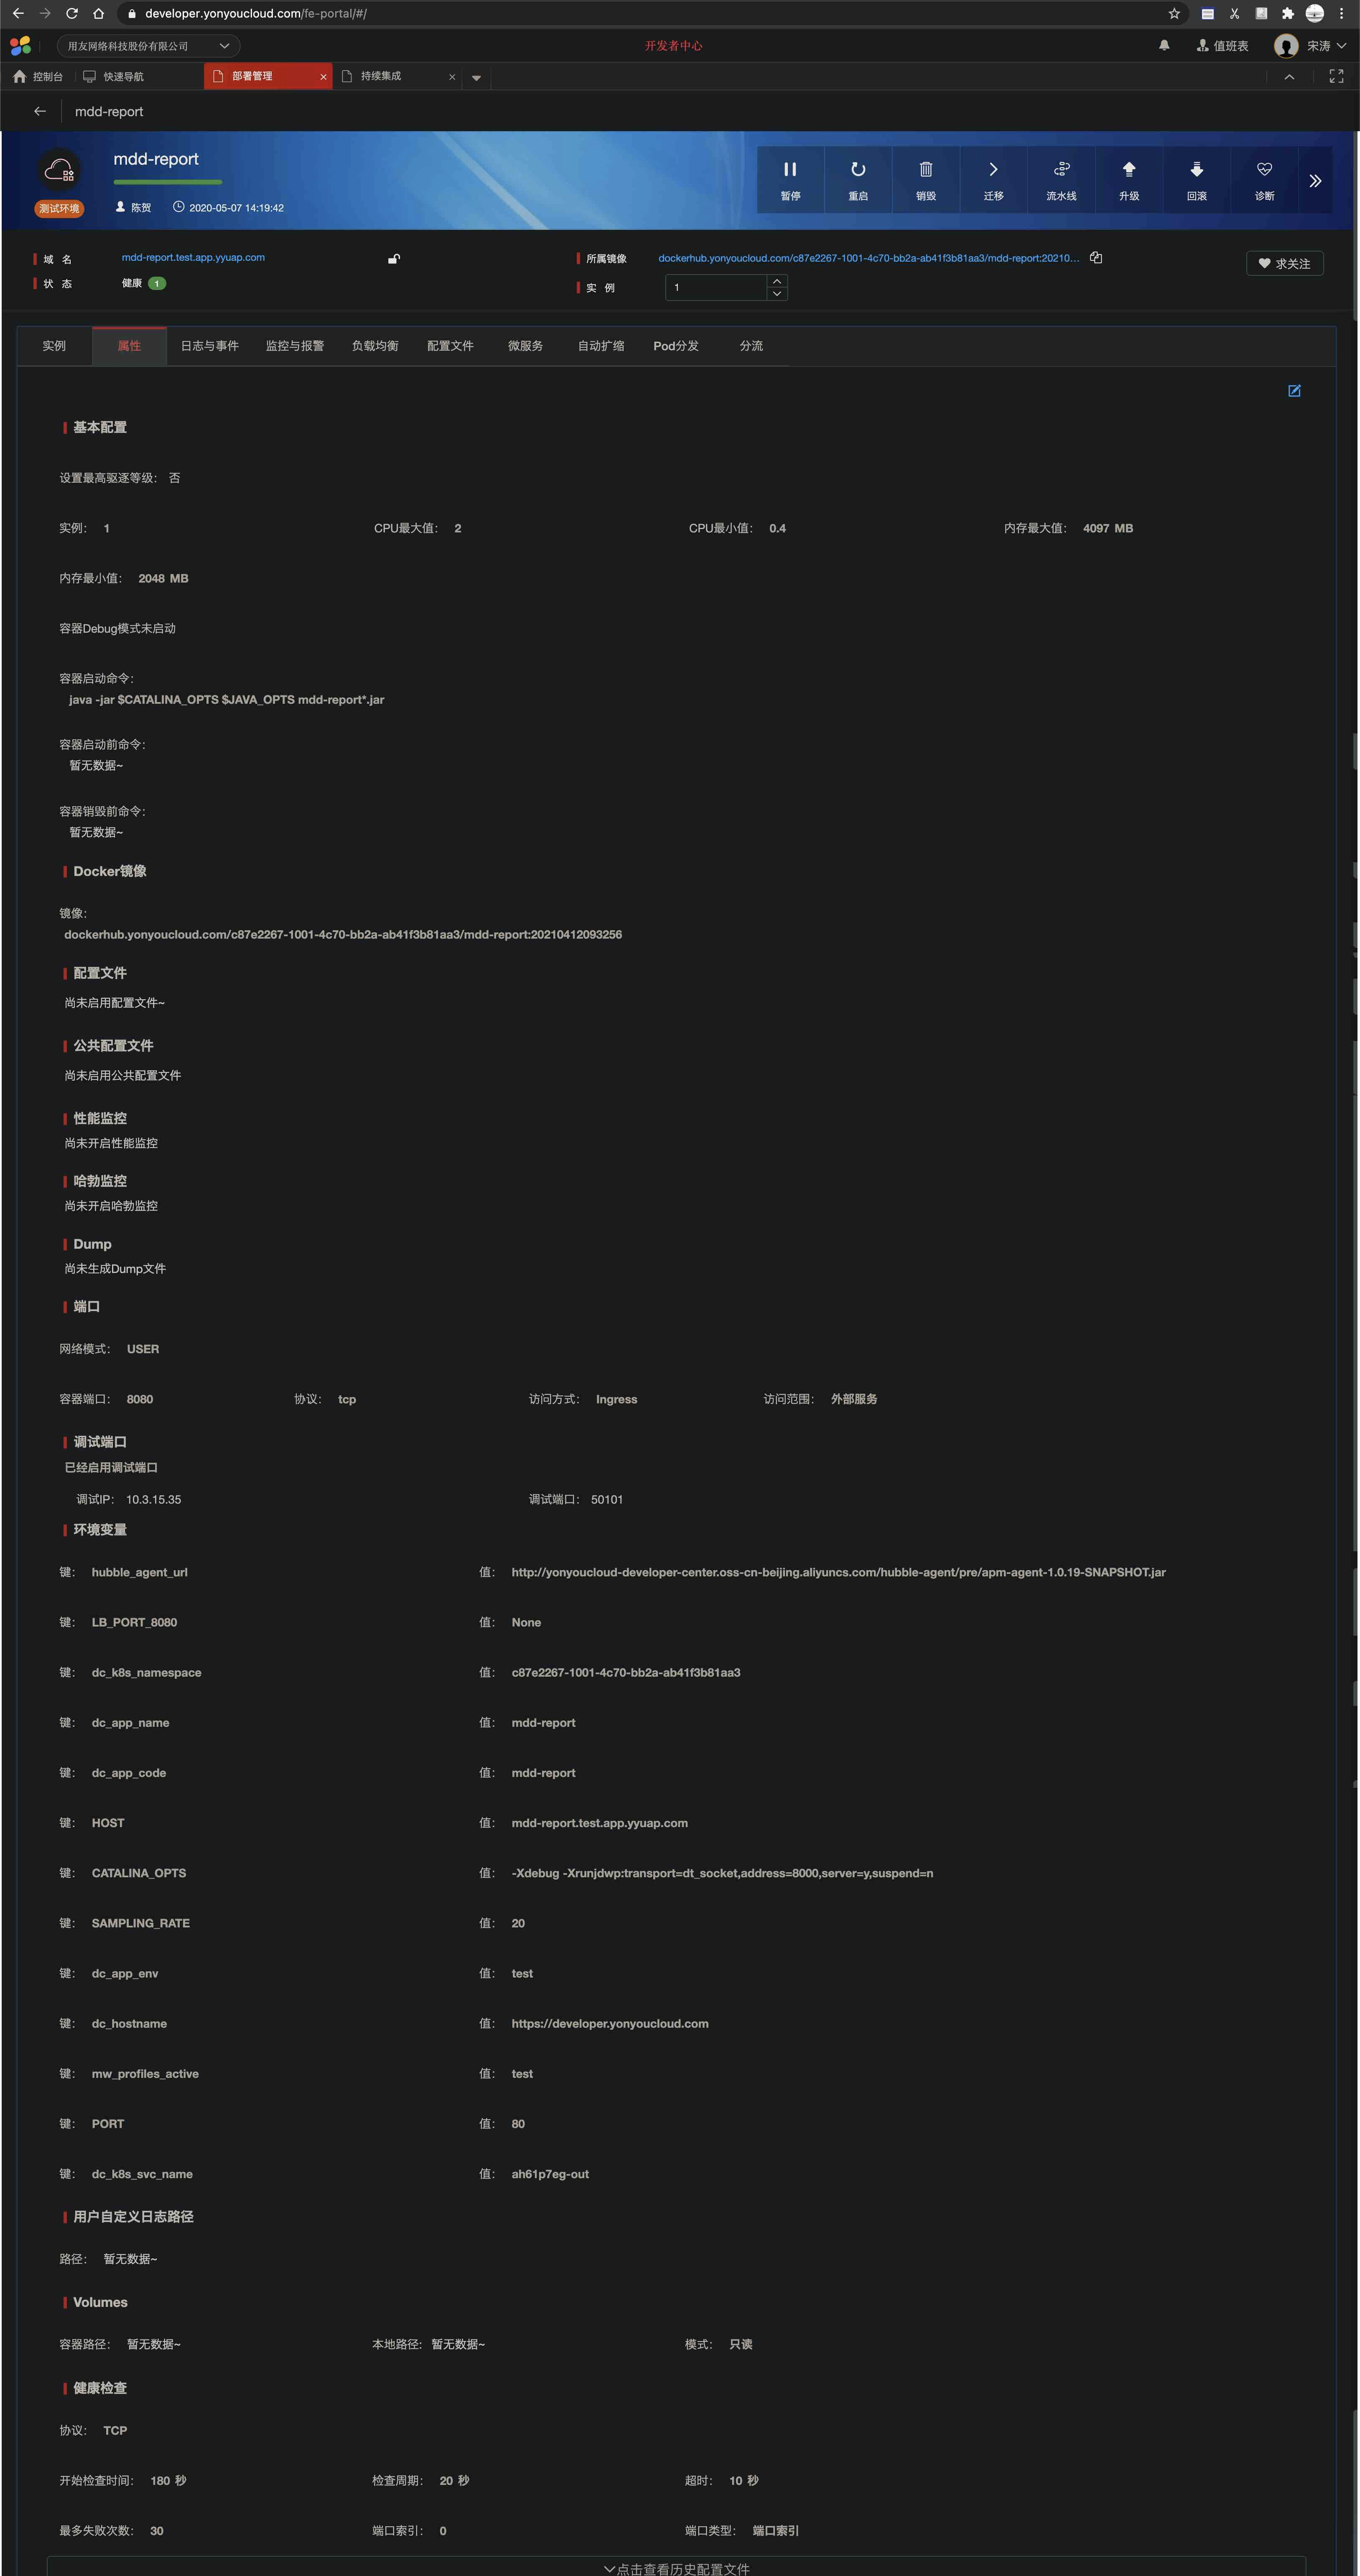 developer.yonyoucloud.com/fe-portal/#/
用友网络科技股份有限公司
开发者中心
值班表
宋涛
控制台
快速导航
部署管理
持续集成
mdd-report
mdd-report
测试环境
陈贺
2020-05-07 14:19:42
暂停
重启
销毁
迁移
流水线
升级
回滚
诊断
域 名
mdd-report.test.app.yyuap.com
所属镜像
dockerhub.yonyoucloud.com/c87e2267-1001-4c70-bb2a-ab41f3b81aa3/mdd-report:20210...
求关注
状 态
健康 1
实 例
1
实例
属性
日志与事件
监控与报警
负载均衡
配置文件
微服务
自动扩缩
Pod分发
分流
基本配置
设置最高驱逐等级： 否
实例： 1
CPU最大值： 2
CPU最小值： 0.4
内存最大值： 4097 MB
内存最小值： 2048 MB
容器Debug模式未启动
容器启动命令：
java -jar $CATALINA_OPTS $JAVA_OPTS mdd-report*.jar
容器启动前命令：
暂无数据~
容器销毁前命令：
暂无数据~
Docker镜像
镜像：
dockerhub.yonyoucloud.com/c87e2267-1001-4c70-bb2a-ab41f3b81aa3/mdd-report:20210412093256
配置文件
尚未启用配置文件~
公共配置文件
尚未启用公共配置文件
性能监控
尚未开启性能监控
哈勃监控
尚未开启哈勃监控
Dump
尚未生成Dump文件
端口
网络模式： USER
容器端口： 8080
协议： tcp
访问方式： Ingress
访问范围： 外部服务
调试端口
已经启用调试端口
调试IP： 10.3.15.35
调试端口： 50101
环境变量
键： hubble_agent_url
值： http://yonyoucloud-developer-center.oss-cn-beijing.aliyuncs.com/hubble-agent/pre/apm-agent-1.0.19-SNAPSHOT.jar
键： LB_PORT_8080
值： None
键： dc_k8s_namespace
值： c87e2267-1001-4c70-bb2a-ab41f3b81aa3
键： dc_app_name
值： mdd-report
键： dc_app_code
值： mdd-report
键： HOST
值： mdd-report.test.app.yyuap.com
键： CATALINA_OPTS
值： -Xdebug -Xrunjdwp:transport=dt_socket,address=8000,server=y,suspend=n
键： SAMPLING_RATE
值： 20
键： dc_app_env
值： test
键： dc_hostname
值： https://developer.yonyoucloud.com
键： mw_profiles_active
值： test
键： PORT
值： 80
键： dc_k8s_svc_name
值： ah61p7eg-out
用户自定义日志路径
路径： 暂无数据~
Volumes
容器路径： 暂无数据~
本地路径： 暂无数据~
模式： 只读
健康检查
协议： TCP
开始检查时间： 180 秒
检查周期： 20 秒
超时： 10 秒
最多失败次数： 30
端口索引： 0
端口类型： 端口索引
点击查看历史配置文件